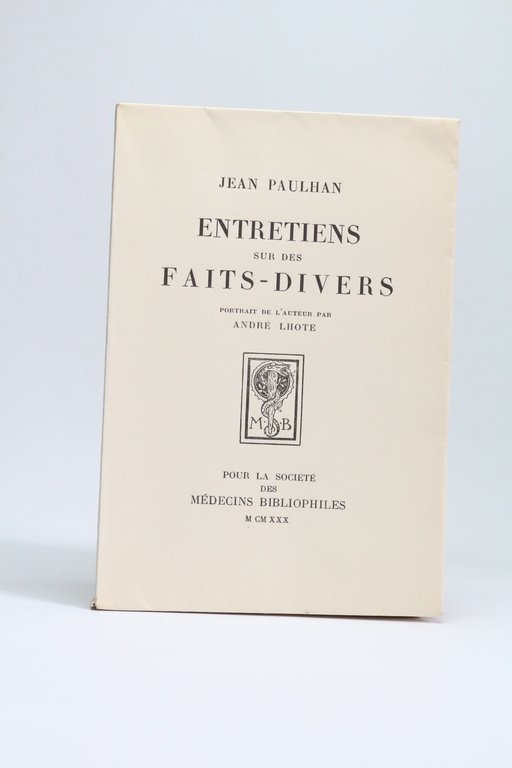 JEAN PAULHAN
ENTRETIENS
SUR DES
FAITS-DIVERS
PORTRAIT DE L'AUTEUR PAR
ANDRÉ LHOTE
M·B
POUR LA SOCIÉTÉ
DES
MÉDECINS BIBLIOPHILES
M CM XXX